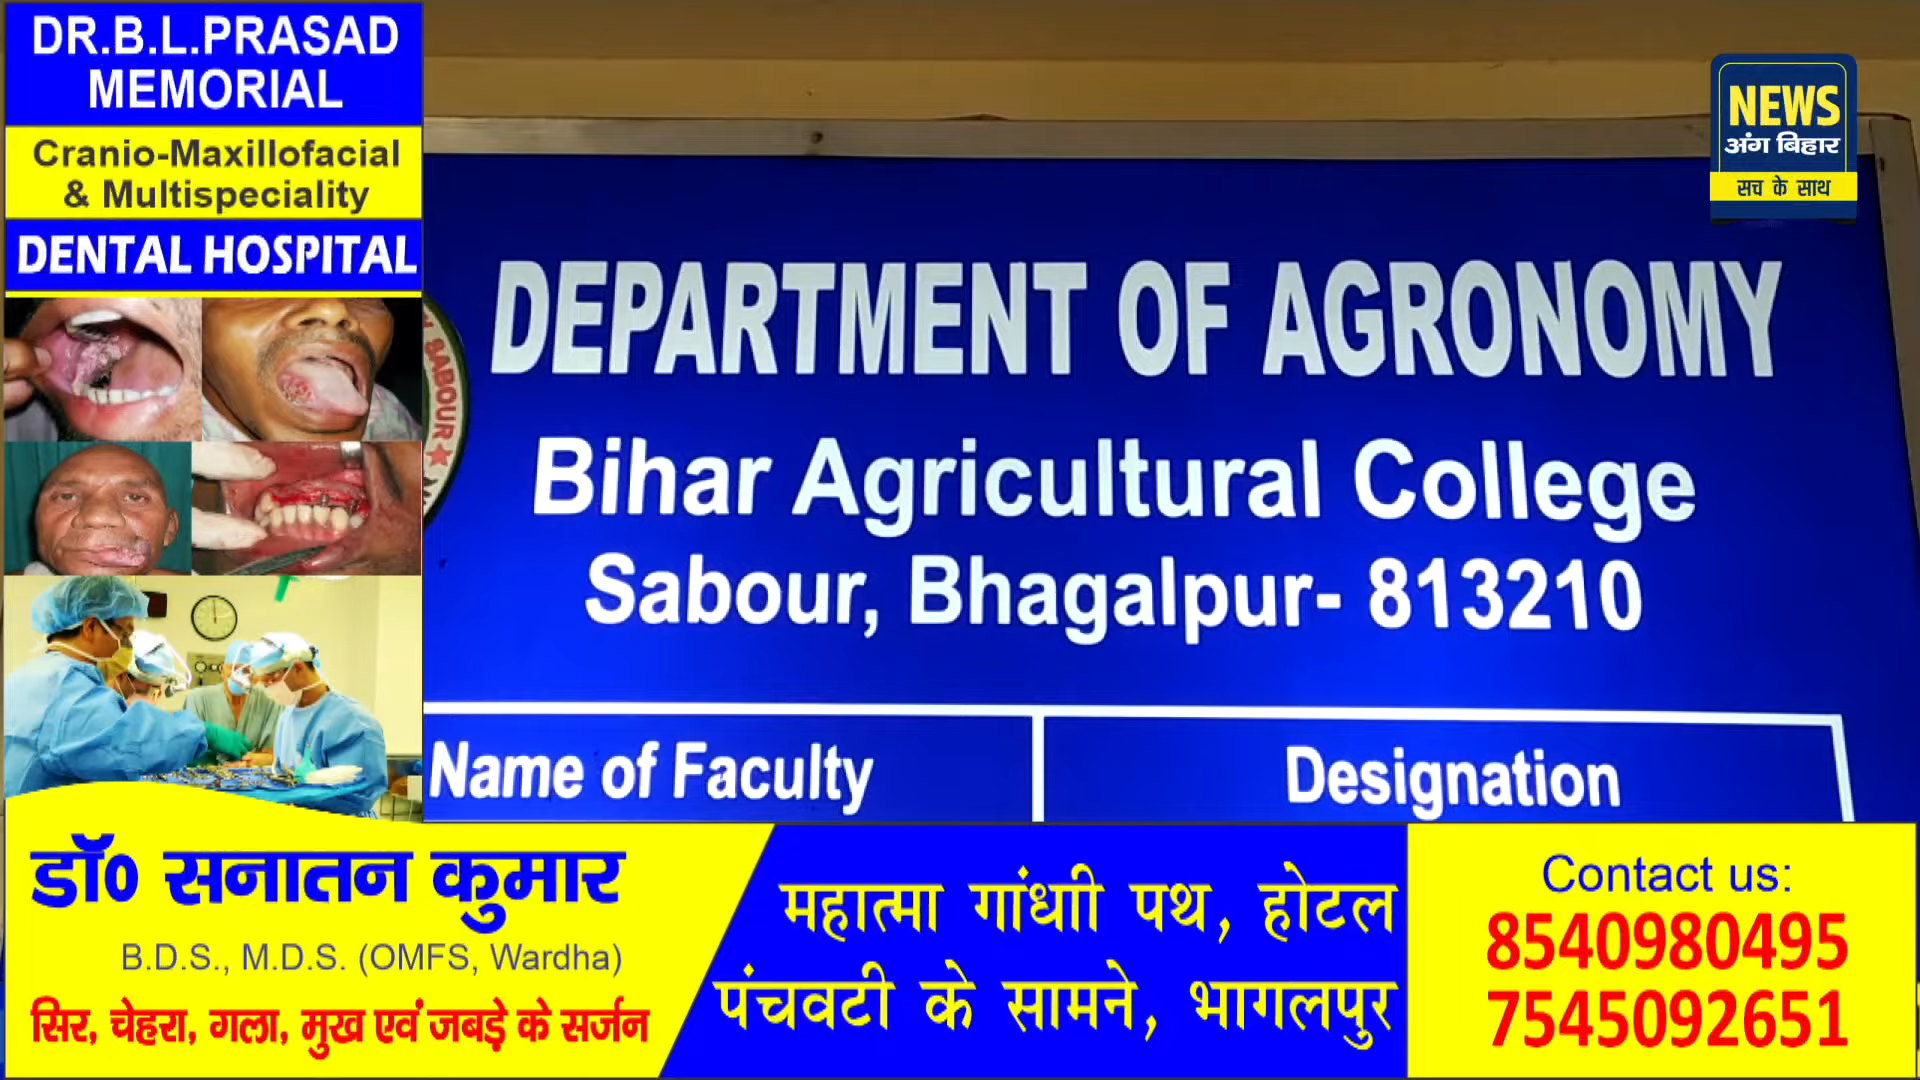 DR.B.L.PRASAD
MEMORIAL
Cranio-Maxillofacial
& Multispeciality
DENTAL HOSPITAL
NEWS
अंग बिहार
सच के साथ
SABOUR
DEPARTMENT OF AGRONOMY
Bihar Agricultural College
Sabour, Bhagalpur- 813210
Name of Faculty
Designation
डॉ0 सनातन कुमार
B.D.S., M.D.S. (OMFS, Wardha)
सिर, चेहरा, गला, मुख एवं जबड़े के सर्जन
महात्मा गांधाी पथ, होटल
पंचवटी के सामने, भागलपुर
Contact us:
8540980495
7545092651